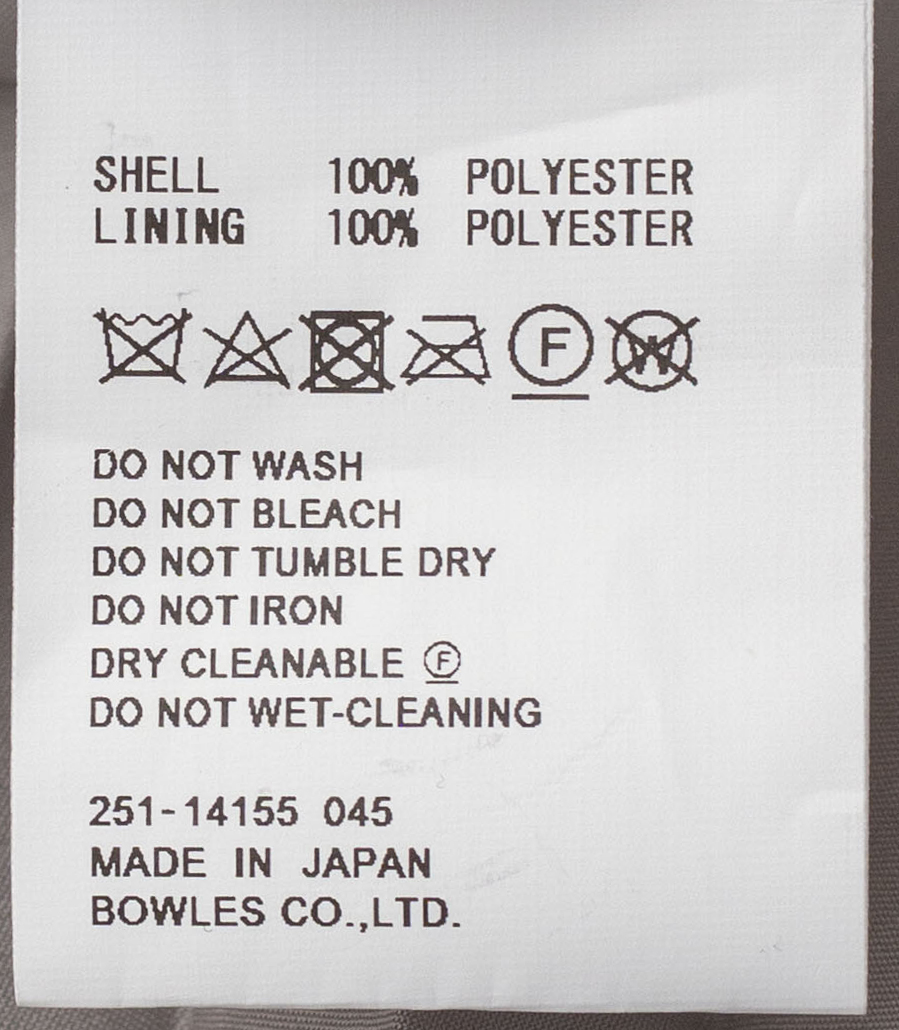 SHELL 100% POLYESTER
LINING 100% POLYESTER
F W
DO NOT WASH
DO NOT BLEACH
DO NOT TUMBLE DRY
DO NOT IRON
DRY CLEANABLE Ⓕ
DO NOT WET-CLEANING
251-14155 045
MADE IN JAPAN
BOWLES CO.,LTD.